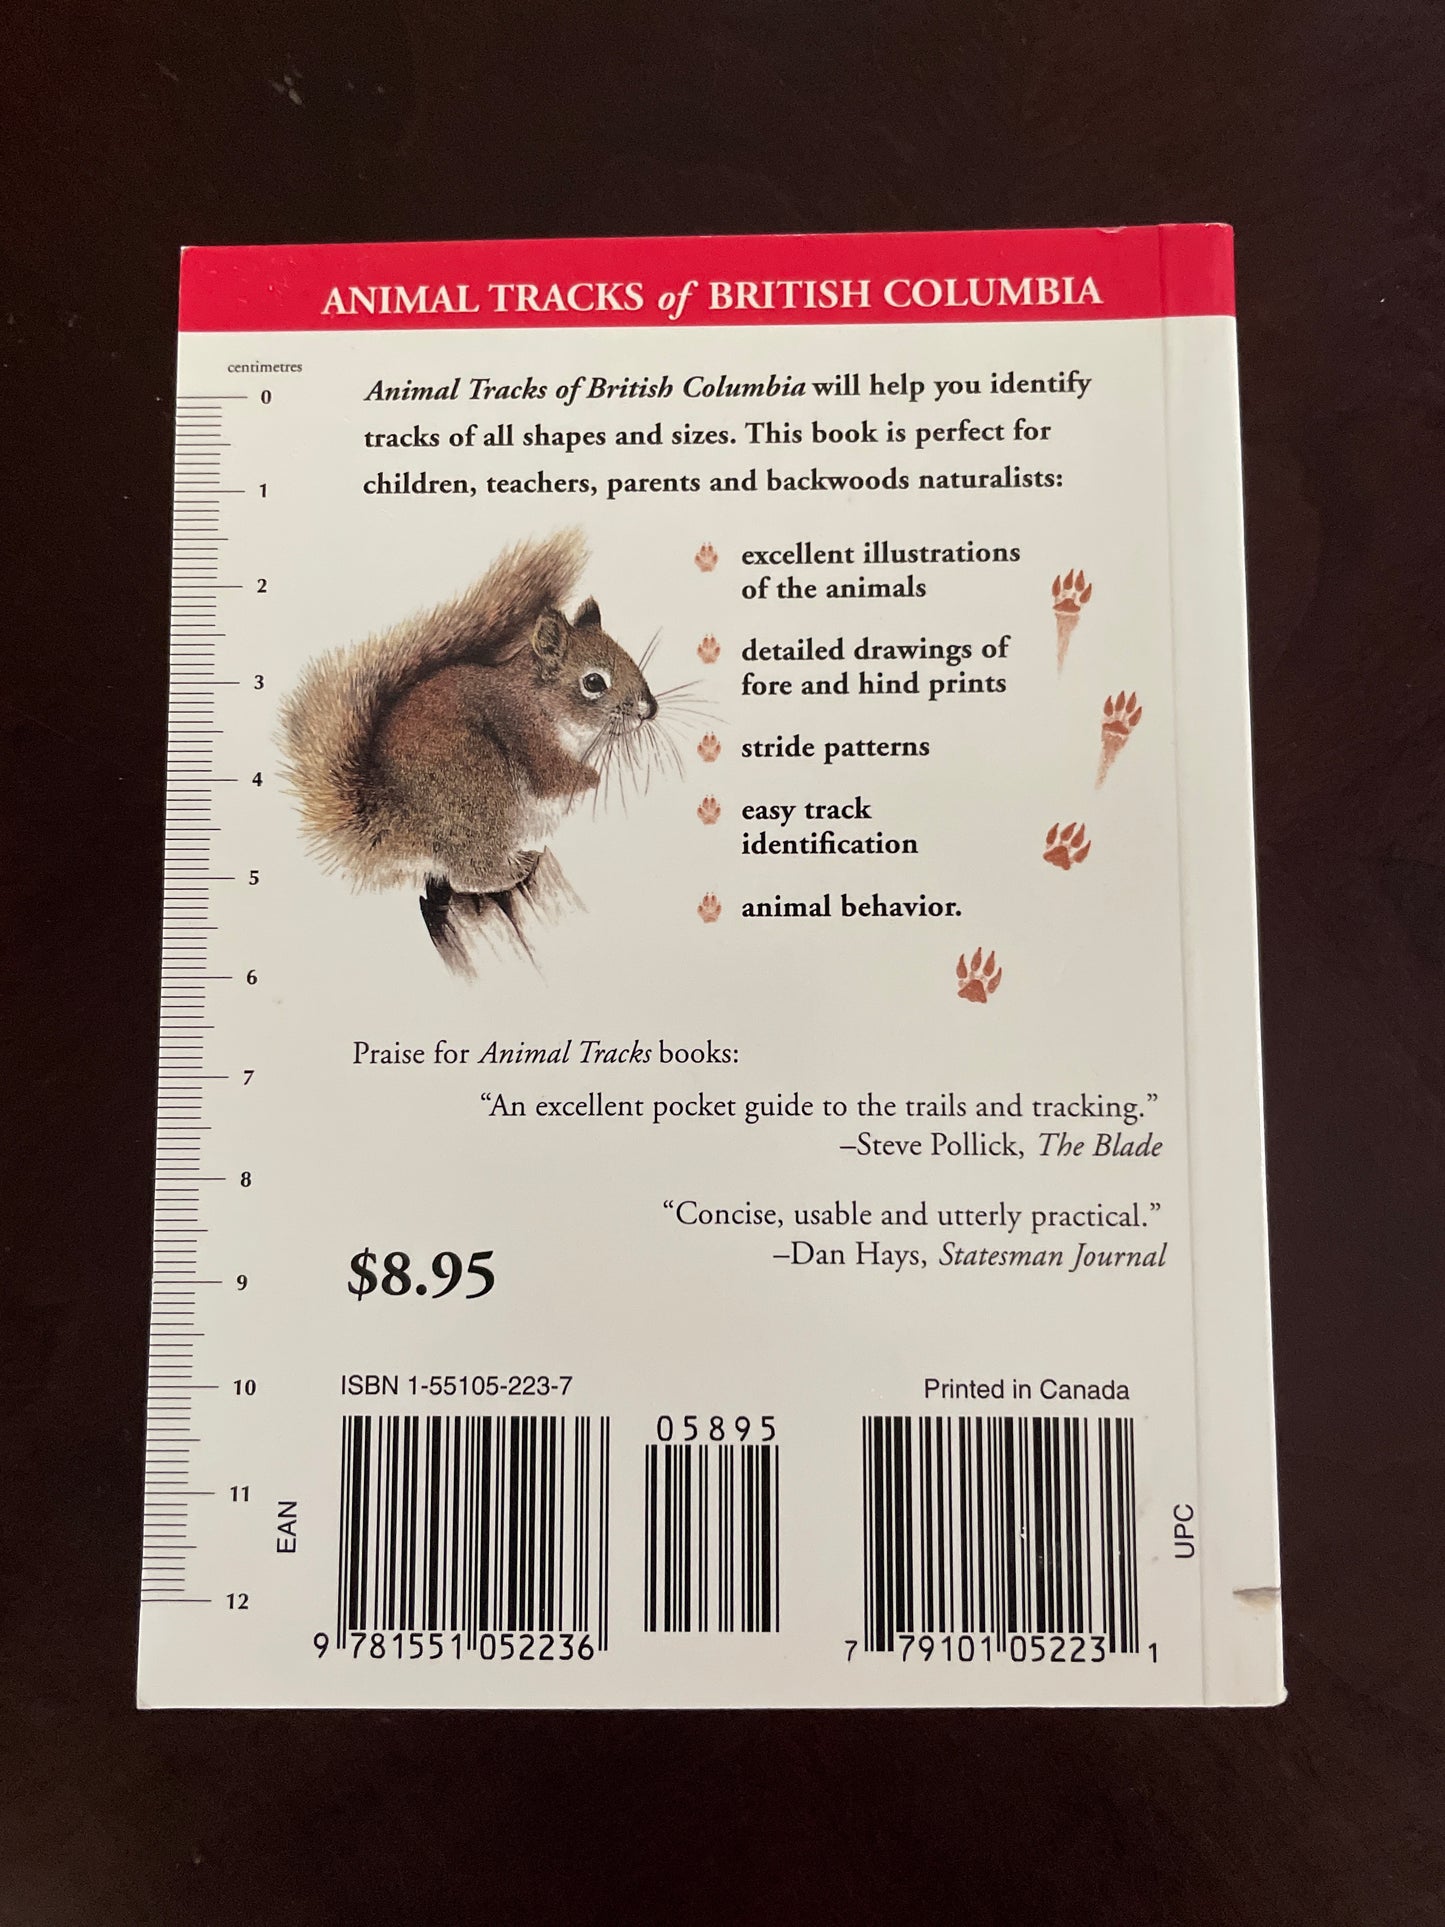 ANIMAL TRACKS of BRITISH COLUMBIA
centimetres
0
1
2
3
4
5
6
7
8
9
10
11
12
Animal Tracks of British Columbia will help you identify
tracks of all shapes and sizes. This book is perfect for
children, teachers, parents and backwoods naturalists:
excellent illustrations
of the animals
detailed drawings of
fore and hind prints
stride patterns
easy track
identification
animal behavior.
Praise for Animal Tracks books:
“An excellent pocket guide to the trails and tracking.”
–Steve Pollick, The Blade
“Concise, usable and utterly practical.”
–Dan Hays, Statesman Journal
$8.95
ISBN 1-55105-223-7
Printed in Canada
05895
EAN
9 781551 052236
7 79101 05223 1
UPC